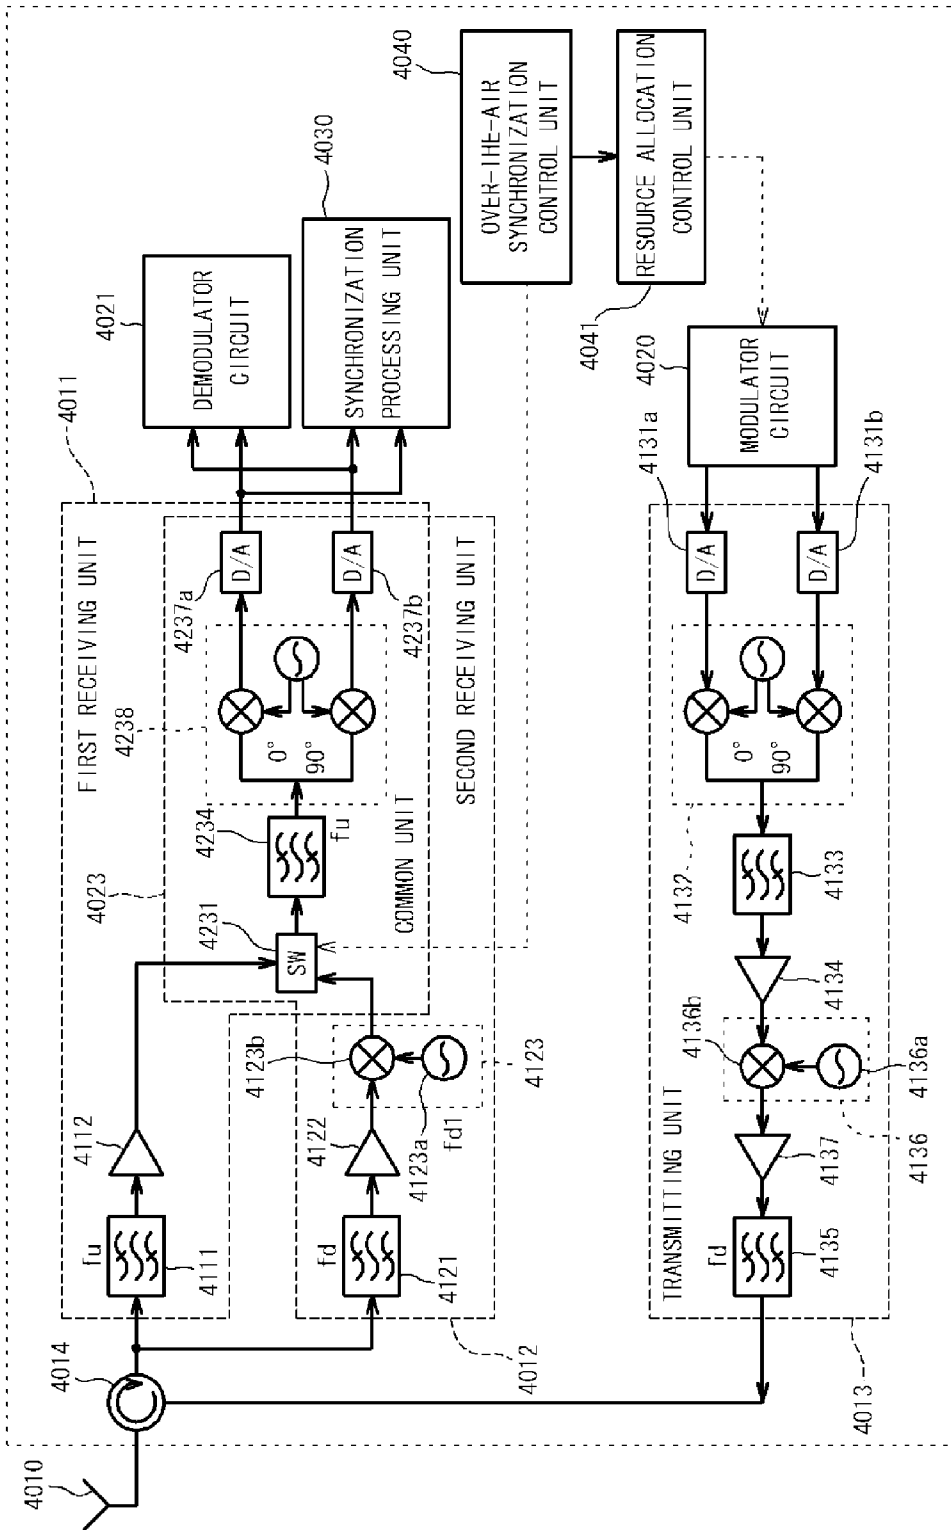 4010
4014
fu
4111
4112
FIRST RECEIVING UNIT
4011
fd
4121
4122
4123a
fd1
4123b
4123
4012
4023
4231
SW
COMMON UNIT
4234
fu
4238
0°
90°
4237a
D/A
4237b
D/A
SECOND RECEIVING UNIT
4021
DEMODULATOR
CIRCUIT
4030
SYNCHRONIZATION
PROCESSING UNIT
4040
OVER-THE-AIR
SYNCHRONIZATION
CONTROL UNIT
4041
RESOURCE ALLOCATION
CONTROL UNIT
4020
MODULATOR
CIRCUIT
4131a
D/A
4131b
D/A
0°
90°
4132
4133
4134
4136b
4136a
4136
4137
TRANSMITTING UNIT
fd
4135
4013